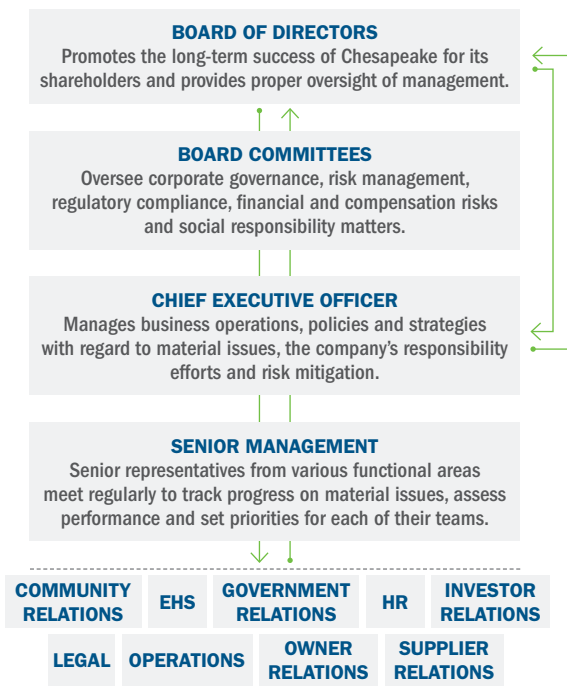 BOARD OF DIRECTORS
Promotes the long-term success of Chesapeake for its
shareholders and provides proper oversight of management.
BOARD COMMITTEES
Oversee corporate governance, risk management,
regulatory compliance, financial and compensation risks
and social responsibility matters.
CHIEF EXECUTIVE OFFICER
Manages business operations, policies and strategies
with regard to material issues, the company’s responsibility
efforts and risk mitigation.
SENIOR MANAGEMENT
Senior representatives from various functional areas
meet regularly to track progress on material issues, assess
performance and set priorities for each of their teams.
COMMUNITY
RELATIONS
EHS
GOVERNMENT
RELATIONS
HR
INVESTOR
RELATIONS
LEGAL
OPERATIONS
OWNER
RELATIONS
SUPPLIER
RELATIONS